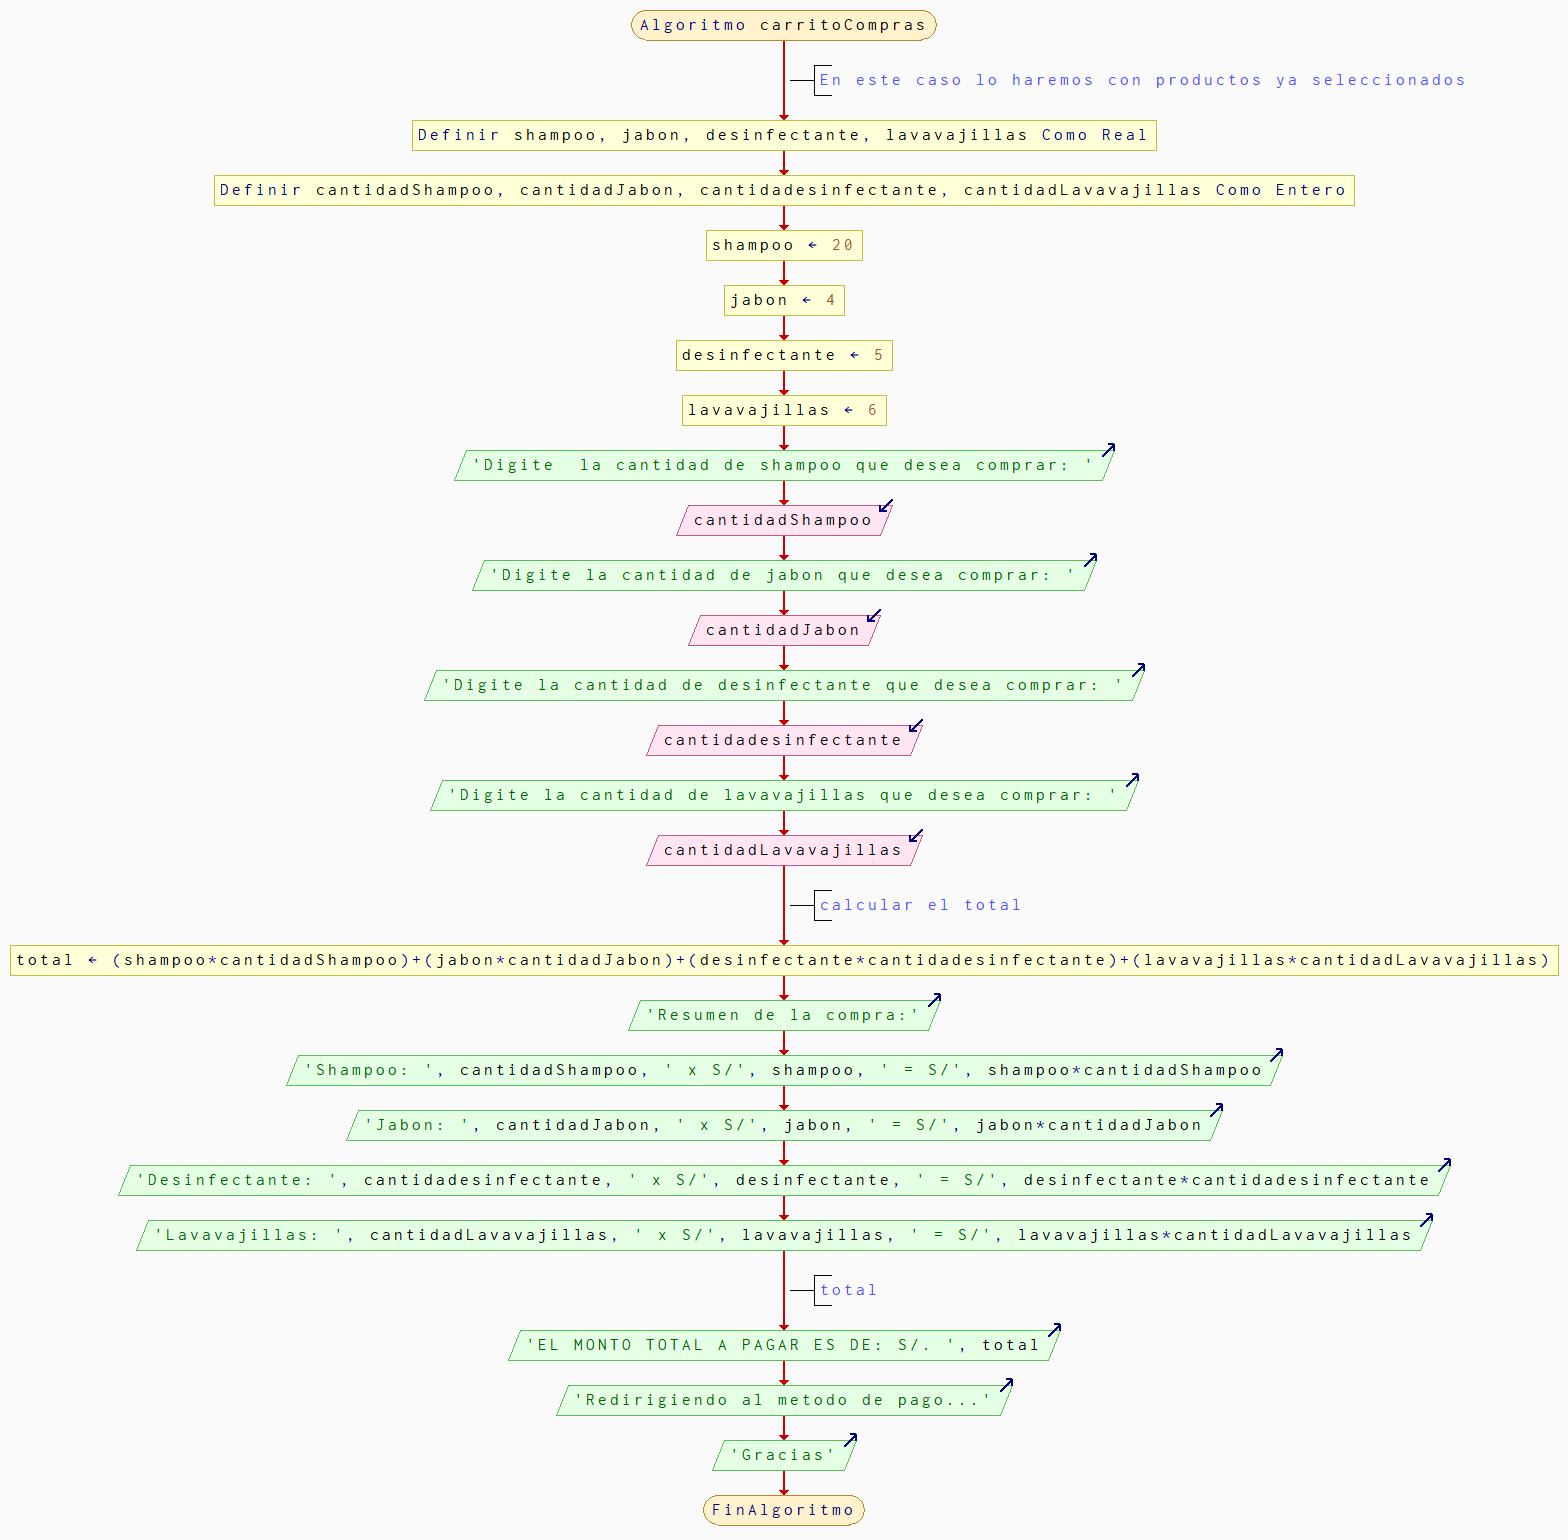 Algoritmo carritoCompras
En este caso lo haremos con productos ya seleccionados
Definir shampoo, jabon, desinfectante, lavavajillas Como Real
Definir cantidadShampoo, cantidadJabon, cantidadesinfectante, cantidadLavavajillas Como Entero
shampoo ← 20
jabon ← 4
desinfectante ← 5
lavavajillas ← 6
'Digite  la cantidad de shampoo que desea comprar: '
cantidadShampoo
'Digite la cantidad de jabon que desea comprar: '
cantidadJabon
'Digite la cantidad de desinfectante que desea comprar: '
cantidadesinfectante
'Digite la cantidad de lavavajillas que desea comprar: '
cantidadLavavajillas
calcular el total
total ← (shampoo*cantidadShampoo)+(jabon*cantidadJabon)+(desinfectante*cantidadesinfectante)+(lavavajillas*cantidadLavavajillas)
'Resumen de la compra:'
'Shampoo: ', cantidadShampoo, ' x S/', shampoo, ' = S/', shampoo*cantidadShampoo
'Jabon: ', cantidadJabon, ' x S/', jabon, ' = S/', jabon*cantidadJabon
'Desinfectante: ', cantidadesinfectante, ' x S/', desinfectante, ' = S/', desinfectante*cantidadesinfectante
'Lavavajillas: ', cantidadLavavajillas, ' x S/', lavavajillas, ' = S/', lavavajillas*cantidadLavavajillas
total
'EL MONTO TOTAL A PAGAR ES DE: S/. ', total
'Redirigiendo al metodo de pago...'
'Gracias'
FinAlgoritmo